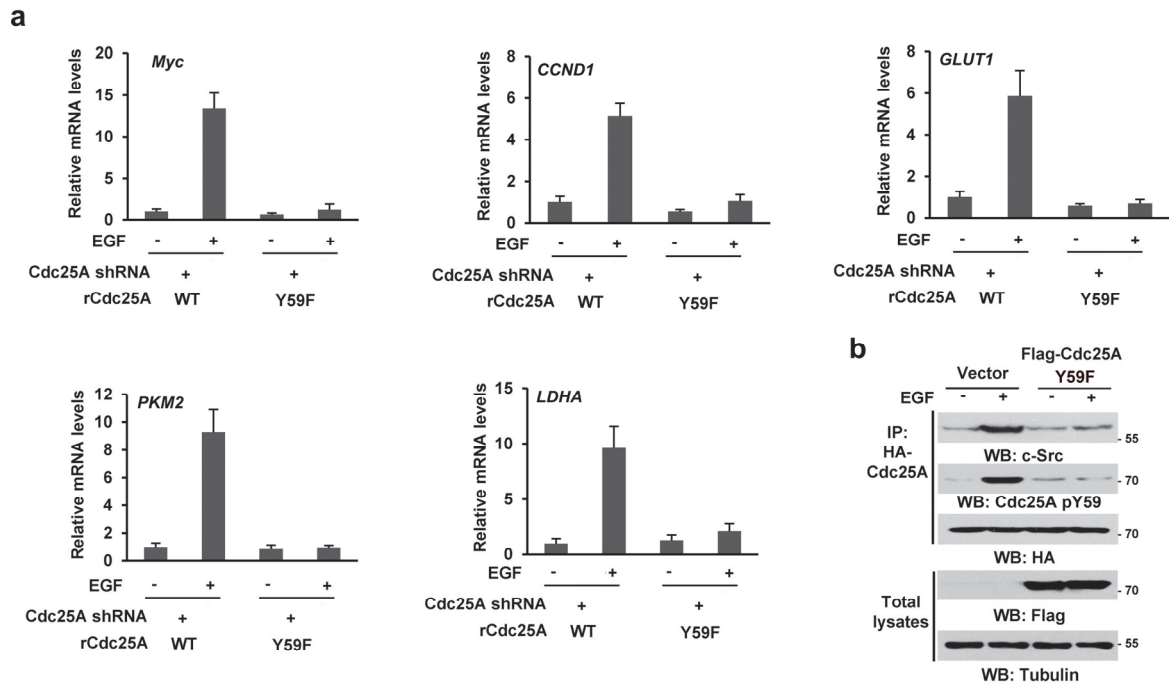 a
Myc
Relative mRNA levels
20
15
10
5
0
EGF - + - +
Cdc25A shRNA + +
rCdc25A WT Y59F
CCND1
Relative mRNA levels
8
6
4
2
0
EGF - + - +
Cdc25A shRNA + +
rCdc25A WT Y59F
GLUT1
Relative mRNA levels
8
6
4
2
0
EGF - + - +
Cdc25A shRNA + +
rCdc25A WT Y59F
PKM2
Relative mRNA levels
12
10
8
6
4
2
0
EGF - + - +
Cdc25A shRNA + +
rCdc25A WT Y59F
LDHA
Relative mRNA levels
15
10
5
0
EGF - + - +
Cdc25A shRNA + +
rCdc25A WT Y59F
b
Flag-Cdc25A
Vector Y59F
EGF - + - +
IP:
HA-
Cdc25A
- 55
WB: c-Src
- 70
WB: Cdc25A pY59
- 70
WB: HA
Total
lysates
- 70
WB: Flag
- 55
WB: Tubulin